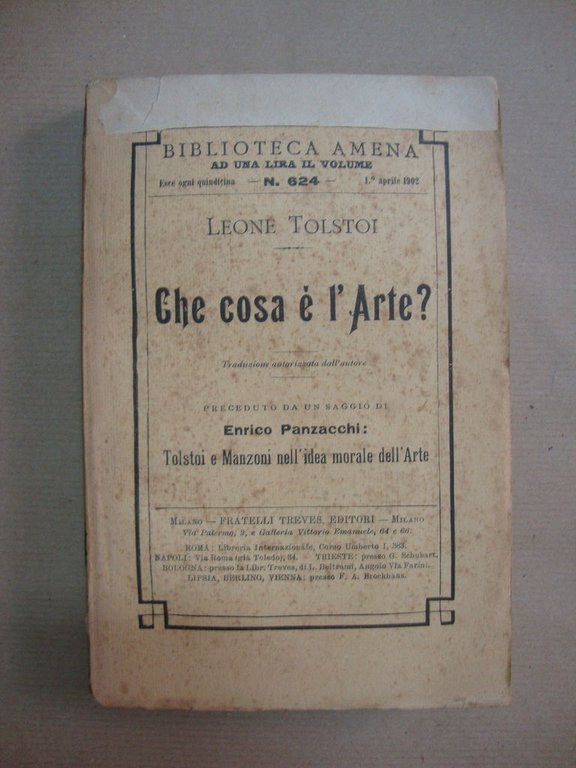 BIBLIOTECA AMENA
AD UNA LIRA IL VOLUME
Esce ogni quindicina — N. 624 — 1.º aprile 1902
LEONE TOLSTOI
Che cosa è l'Arte?
Traduzione autorizzata dall'autore
PRECEDUTO DA UN SAGGIO DI
Enrico Panzacchi:
Tolstoi e Manzoni nell'idea morale dell'Arte
MILANO — FRATELLI TREVES, EDITORI — MILANO
Via Palermo, 2, e Galleria Vittorio Emanuele, 64 e 66.
ROMA: Libreria Internazionale, Corso Umberto I, 383.
NAPOLI: Via Roma (già Toledo), 34. — TRIESTE: presso G. Schubart.
BOLOGNA: presso la Libr. Treves, di L. Beltrami, Angolo Via Farini.
LIPSIA, BERLINO, VIENNA: presso F. A. Brockhaus.